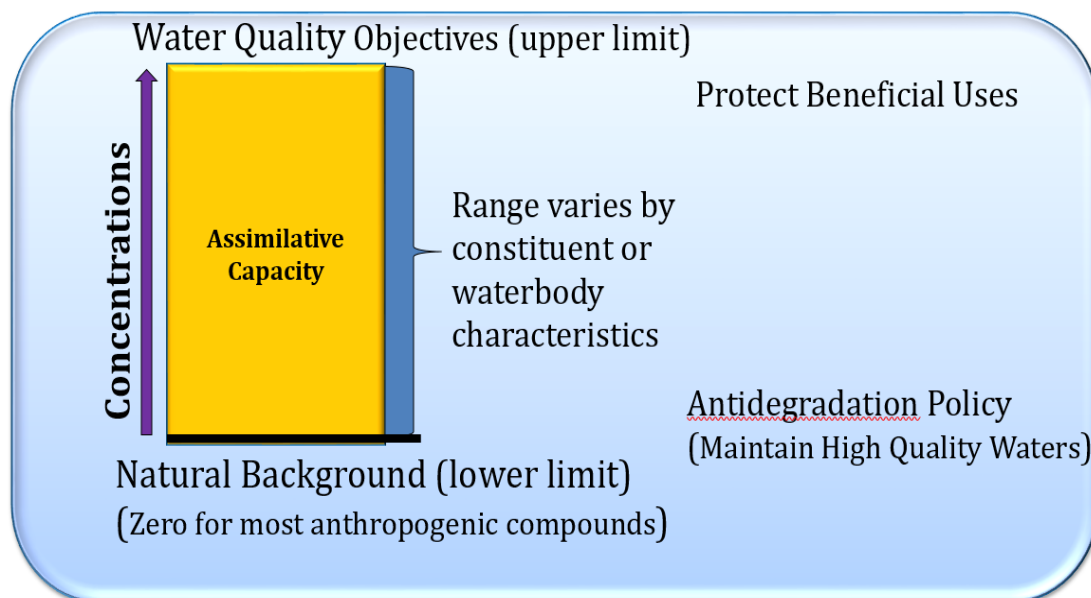 Water Quality Objectives (upper limit)
Protect Beneficial Uses
Concentrations
Assimilative
Capacity
Range varies by
constituent or
waterbody
characteristics
Antidegradation Policy
(Maintain High Quality Waters)
Natural Background (lower limit)
(Zero for most anthropogenic compounds)